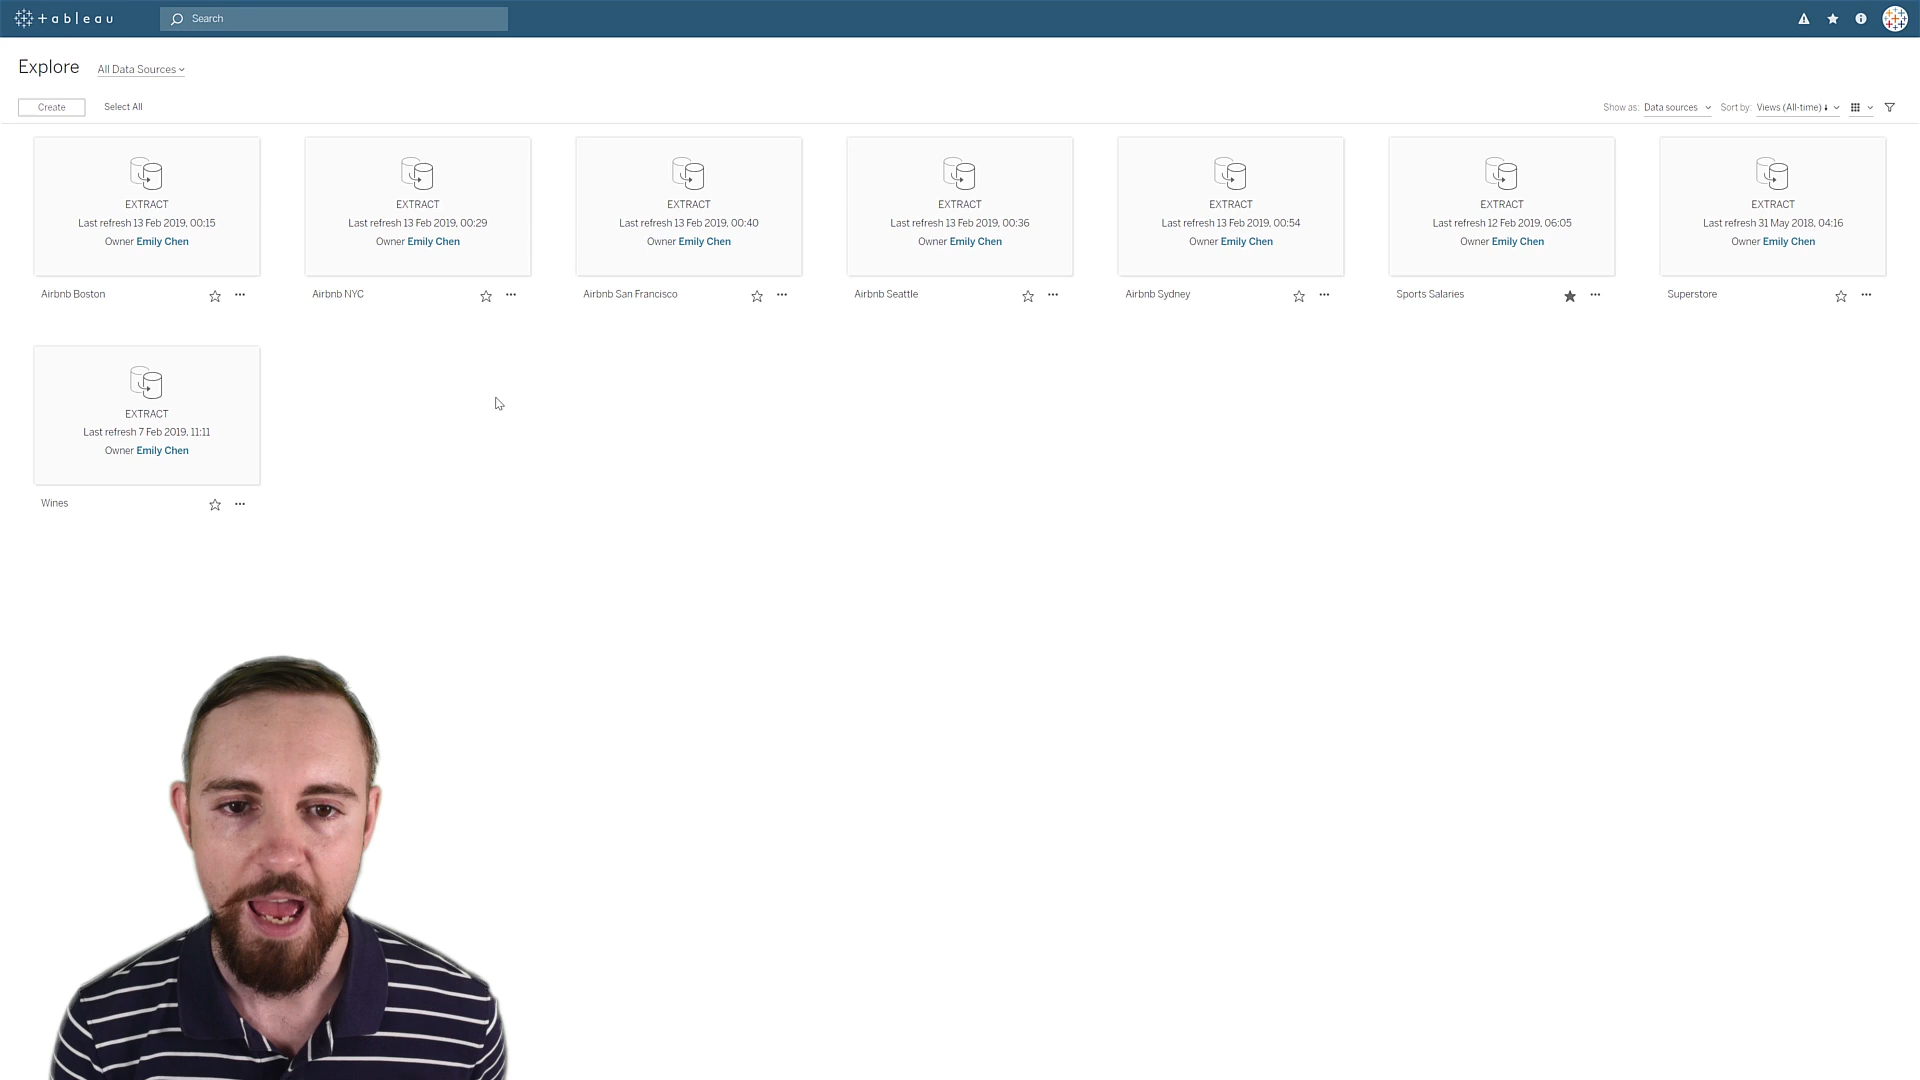 tableau
Search
Explore
All Data Sources
Create
Select All
Show as: Data sources
Sort by: Views (All-time)
EXTRACT
Last refresh 13 Feb 2019, 00:15
Owner Emily Chen
Airbnb Boston
EXTRACT
Last refresh 13 Feb 2019, 00:29
Owner Emily Chen
Airbnb NYC
EXTRACT
Last refresh 13 Feb 2019, 00:40
Owner Emily Chen
Airbnb San Francisco
EXTRACT
Last refresh 13 Feb 2019, 00:36
Owner Emily Chen
Airbnb Seattle
EXTRACT
Last refresh 13 Feb 2019, 00:54
Owner Emily Chen
Airbnb Sydney
EXTRACT
Last refresh 12 Feb 2019, 06:05
Owner Emily Chen
Sports Salaries
EXTRACT
Last refresh 31 May 2018, 04:16
Owner Emily Chen
Superstore
EXTRACT
Last refresh 7 Feb 2019, 11:11
Owner Emily Chen
Wines